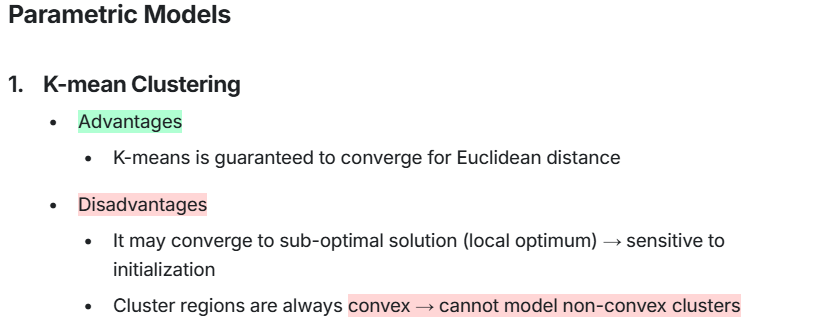 Parametric Models
1. K-mean Clustering
• Advantages
• K-means is guaranteed to converge for Euclidean distance
• Disadvantages
• It may converge to sub-optimal solution (local optimum) → sensitive to
initialization
• Cluster regions are always convex → cannot model non-convex clusters